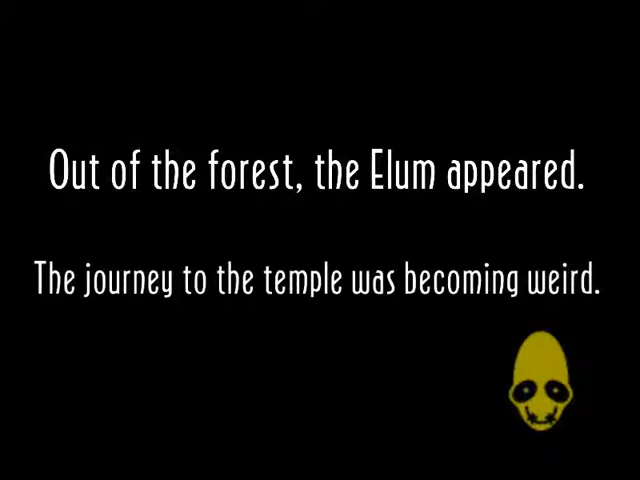 Out of the forest, the Elum appeared.
The journey to the temple was becoming weird.